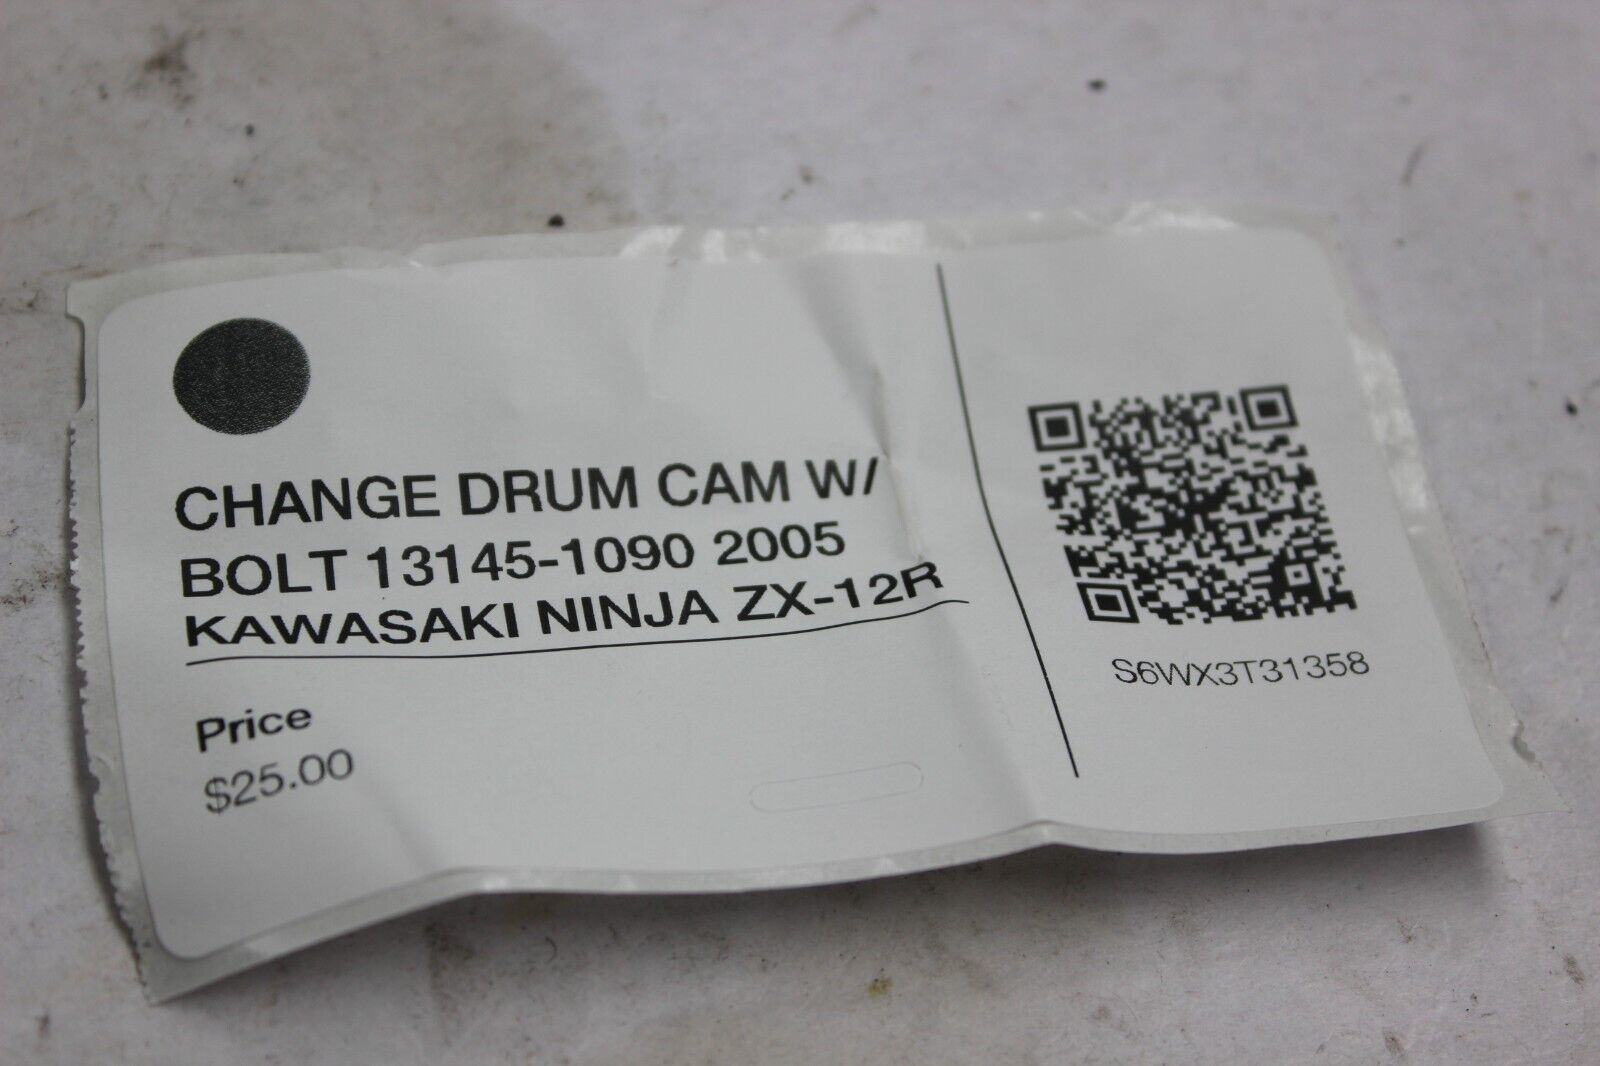 CHANGE DRUM CAM W/
BOLT 13145-1090 2005
KAWASAKI NINJA ZX-12R
Price
$25.00
S6WX3T31358